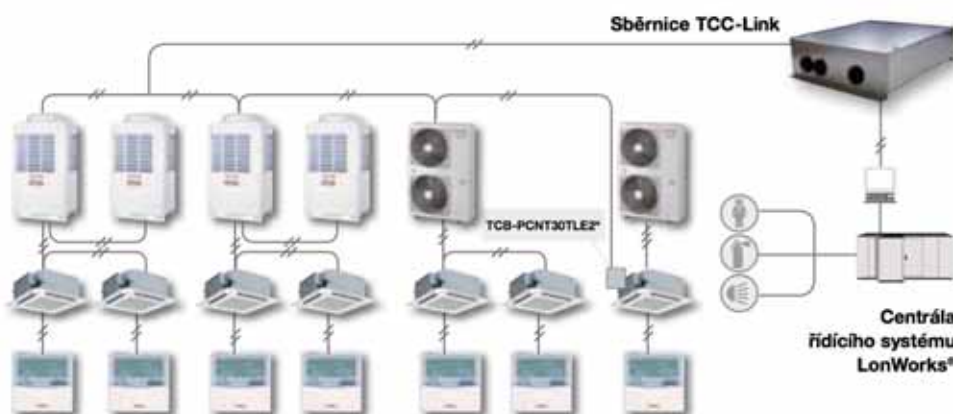 Sběrnice TCC-Link
TCB-PCNT30TLE2*
Centrála
řídícího systému
LonWorks®